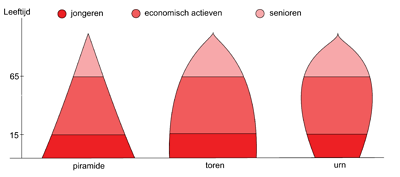 Leeftijd
jongeren economisch actieven senioren
65
15
piramide toren urn